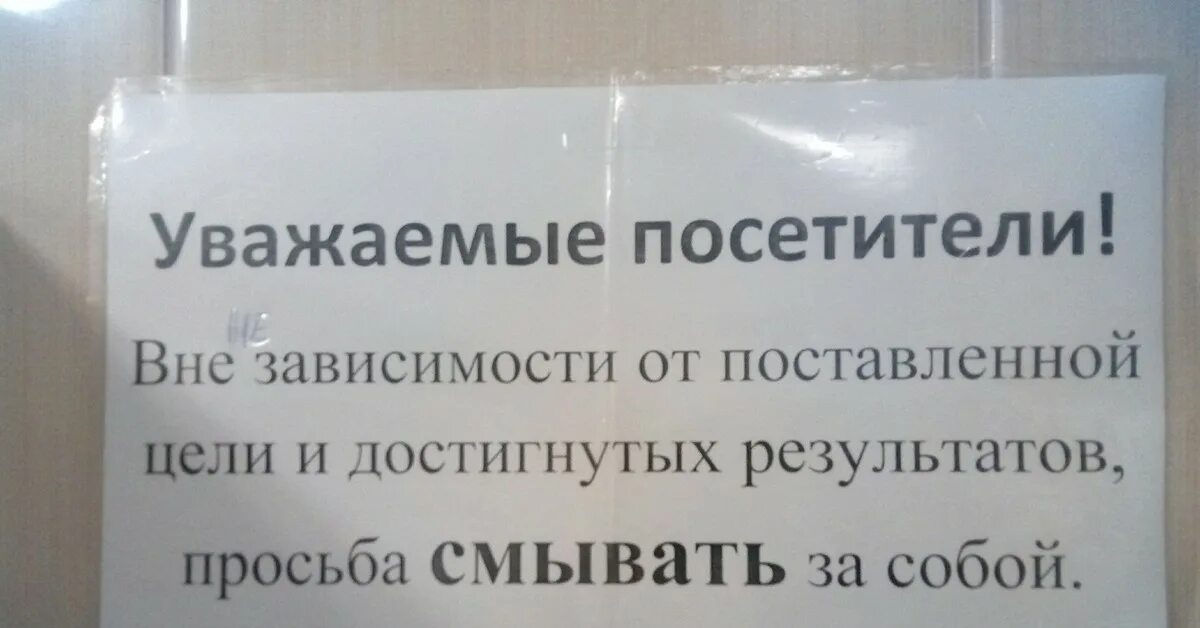 Уважаемые посетители!
не
Вне зависимости от поставленной
цели и достигнутых результатов,
просьба смывать за собой.